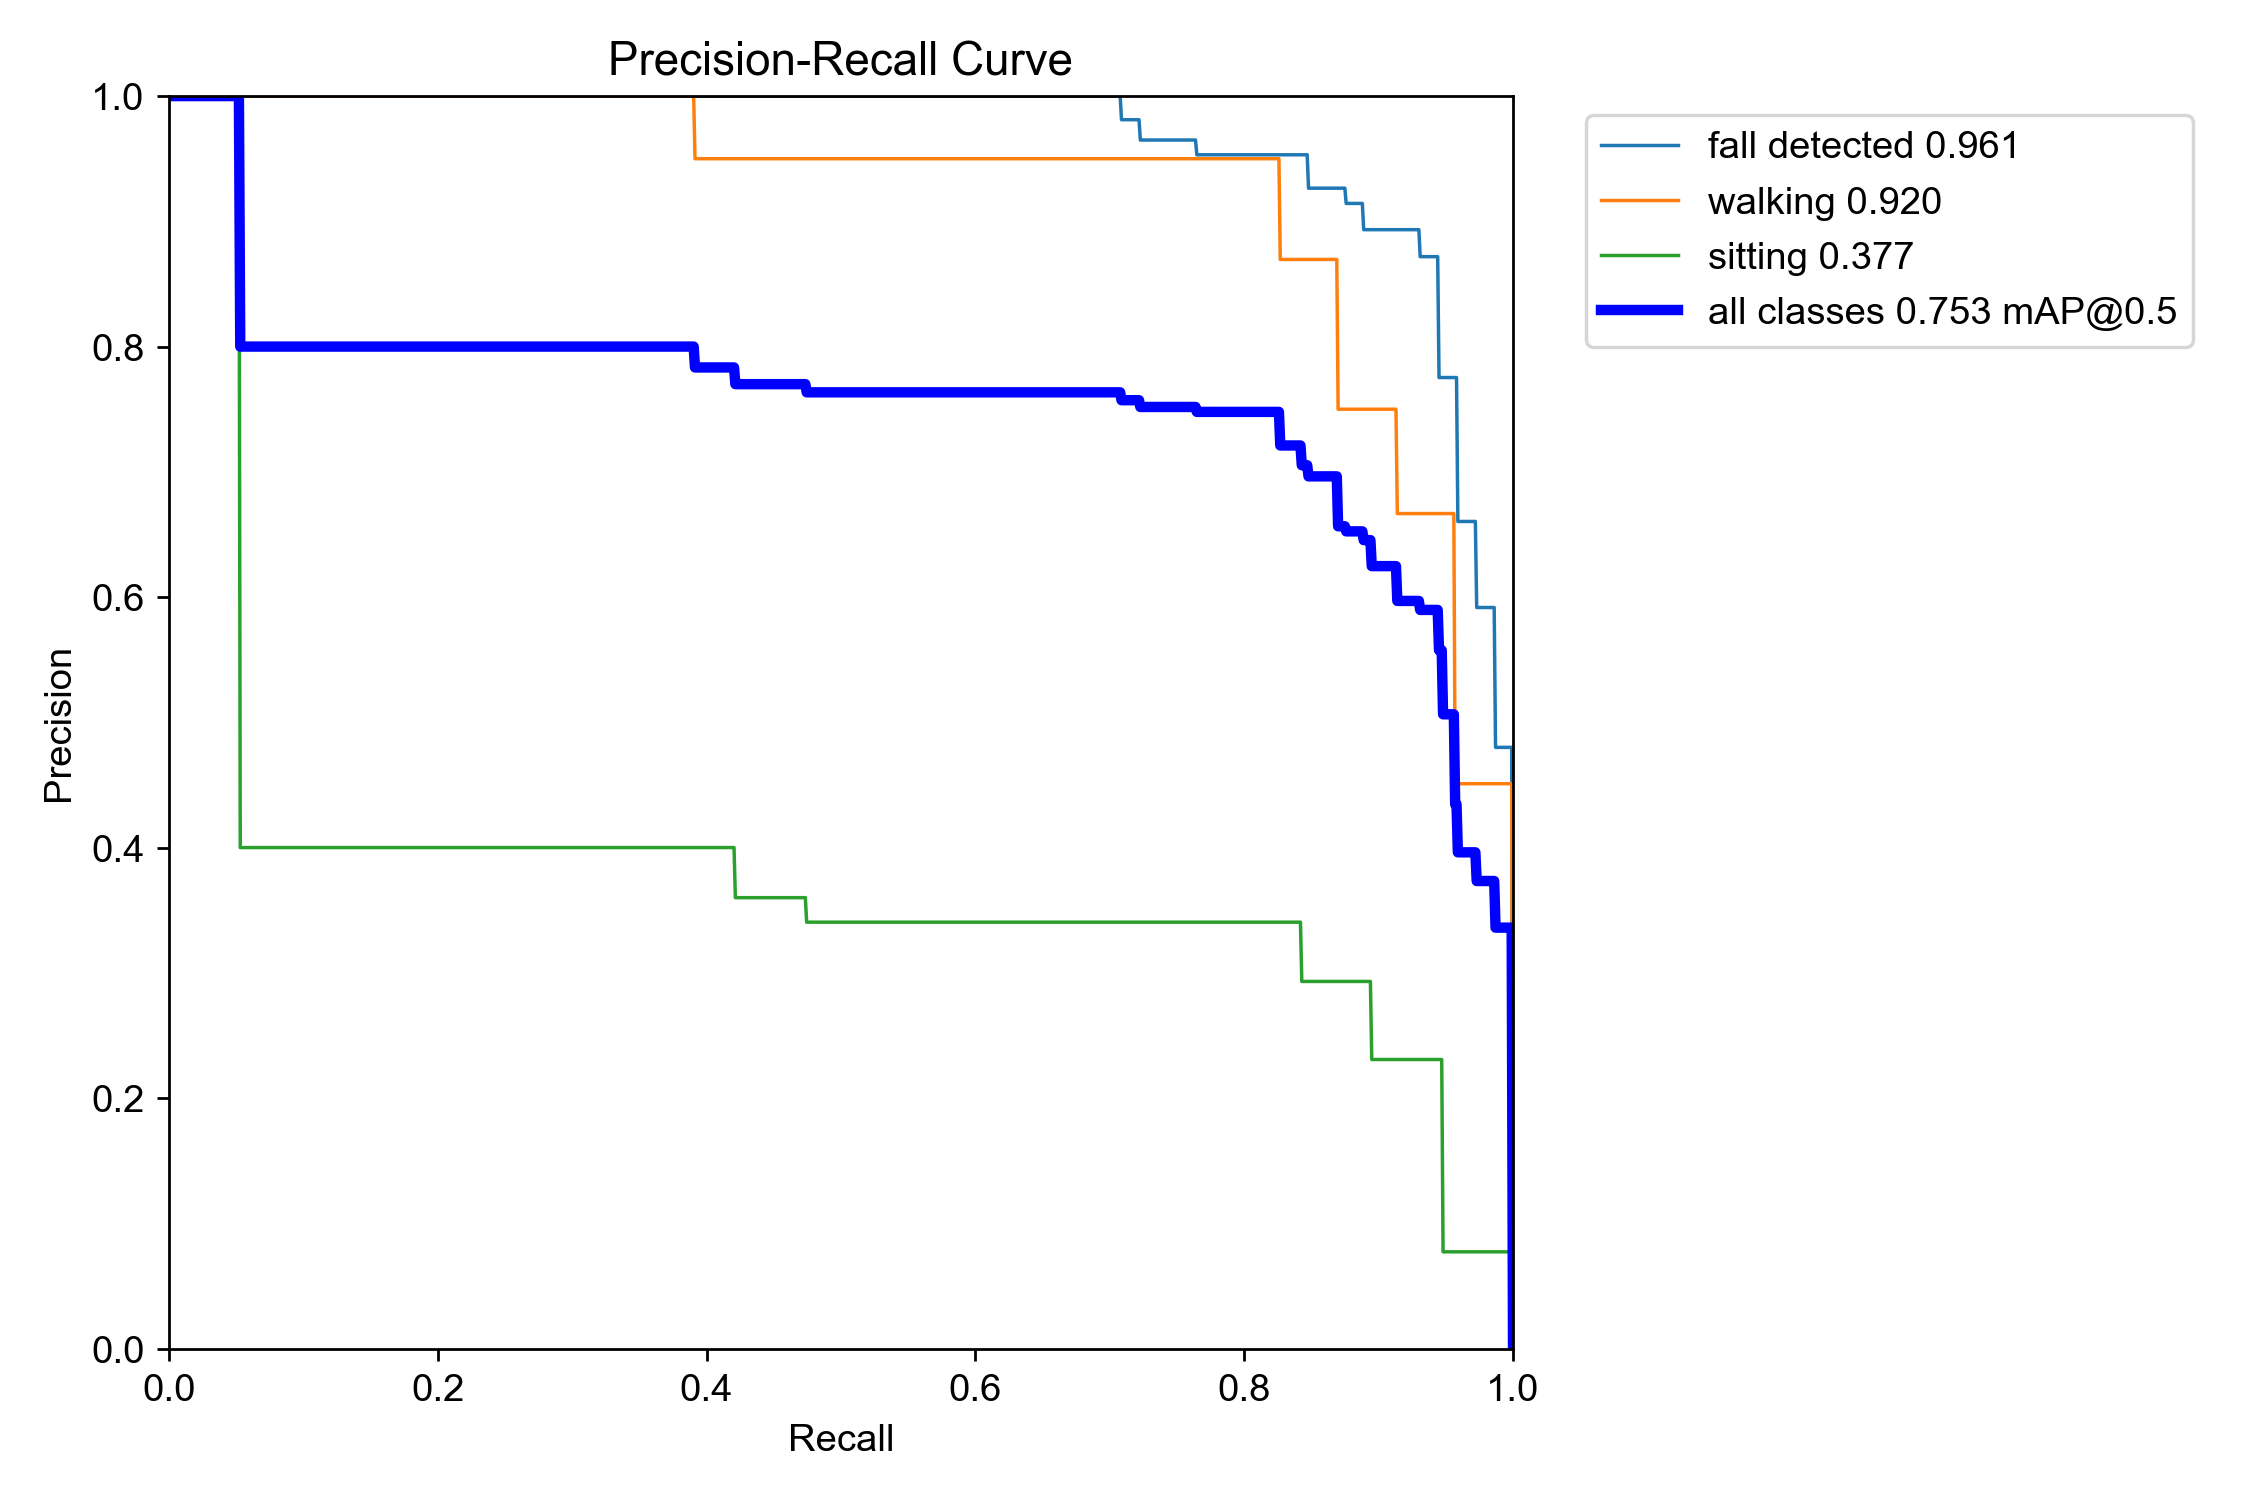 Precision-Recall Curve
1.0
0.8
0.6
0.4
0.2
0.0
Precision
0.0 0.2 0.4 0.6 0.8 1.0
Recall
fall detected 0.961
walking 0.920
sitting 0.377
all classes 0.753 mAP@0.5